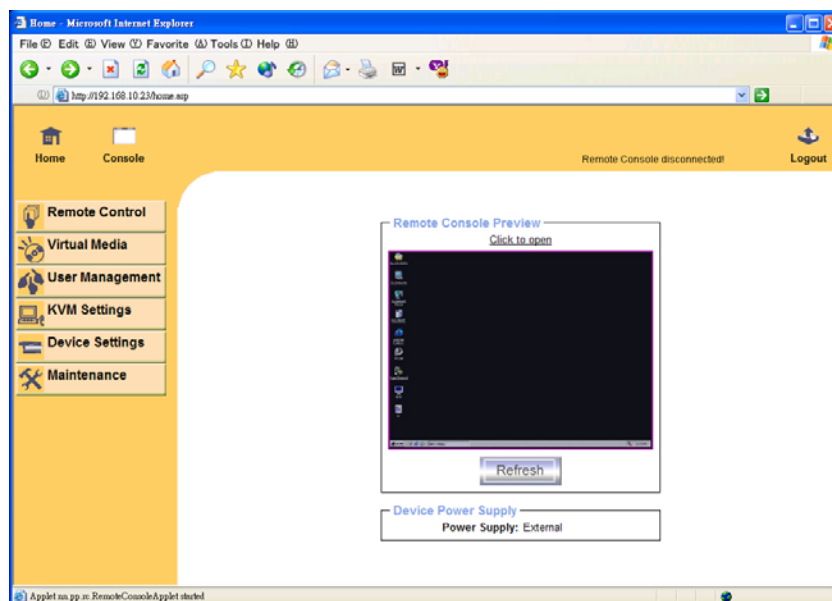 Home - Microsoft Internet Explorer
File(F) Edit (E) View (V) Favorite (A) Tools (T) Help (H)
(D) http://192.168.10.23/home.asp
Home Console Remote Console disconnected! Logout
Remote Control
Virtual Media
User Management
KVM Settings
Device Settings
Maintenance
Remote Console Preview
Click to open
Refresh
Device Power Supply
Power Supply: External
Applet nn.pp.rc.RemoteConsoleApplet started